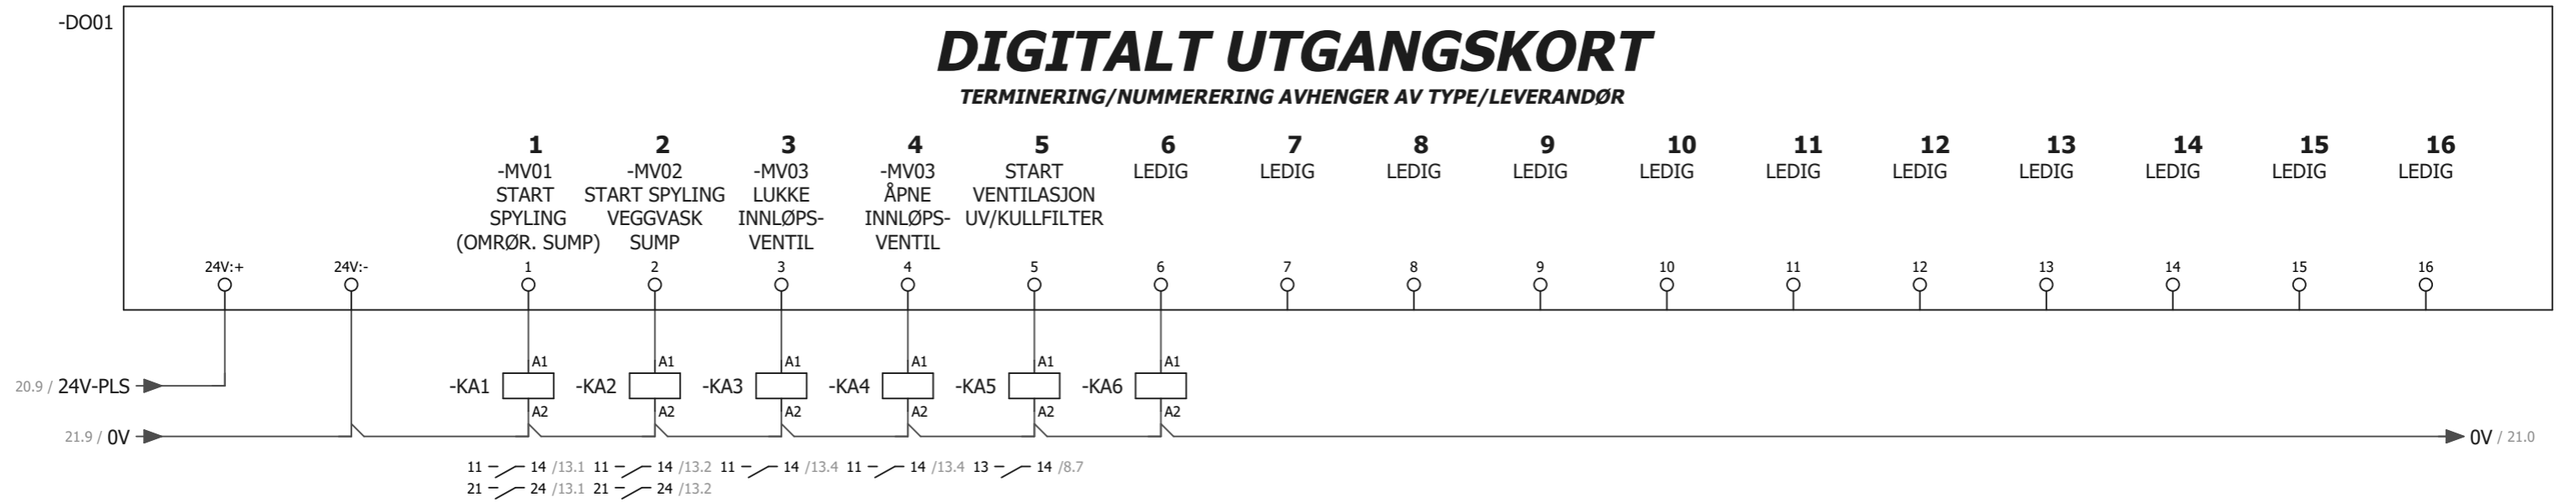 -DO01
DIGITALT UTGANGSKORT
TERMINERING/NUMMERERING AVHENGER AV TYPE/LEVERANDØR
1 2 3 4 5 6 7 8 9 10 11 12 13 14 15 16
-MV01 -MV02 -MV03 -MV03 START LEDIG LEDIG LEDIG LEDIG LEDIG LEDIG LEDIG LEDIG LEDIG LEDIG LEDIG
START START SPYLING LUKKE ÅPNE VENTILASJON
SPYLING VEGGVASK INNLØPS- INNLØPS- UV/KULLFILTER
(OMRØR. SUMP) SUMP VENTIL VENTIL
24V:+ 24V:- 1 2 3 4 5 6 7 8 9 10 11 12 13 14 15 16
A1 A1 A1 A1 A1 A1
20.9 / 24V-PLS -KA1 -KA2 -KA3 -KA4 -KA5 -KA6
A2 A2 A2 A2 A2 A2
21.9 / 0V 0V / 21.0
11 14 /13.1 11 14 /13.2 11 14 /13.4 11 14 /13.4 13 14 /8.7
21 24 /13.1 21 24 /13.2